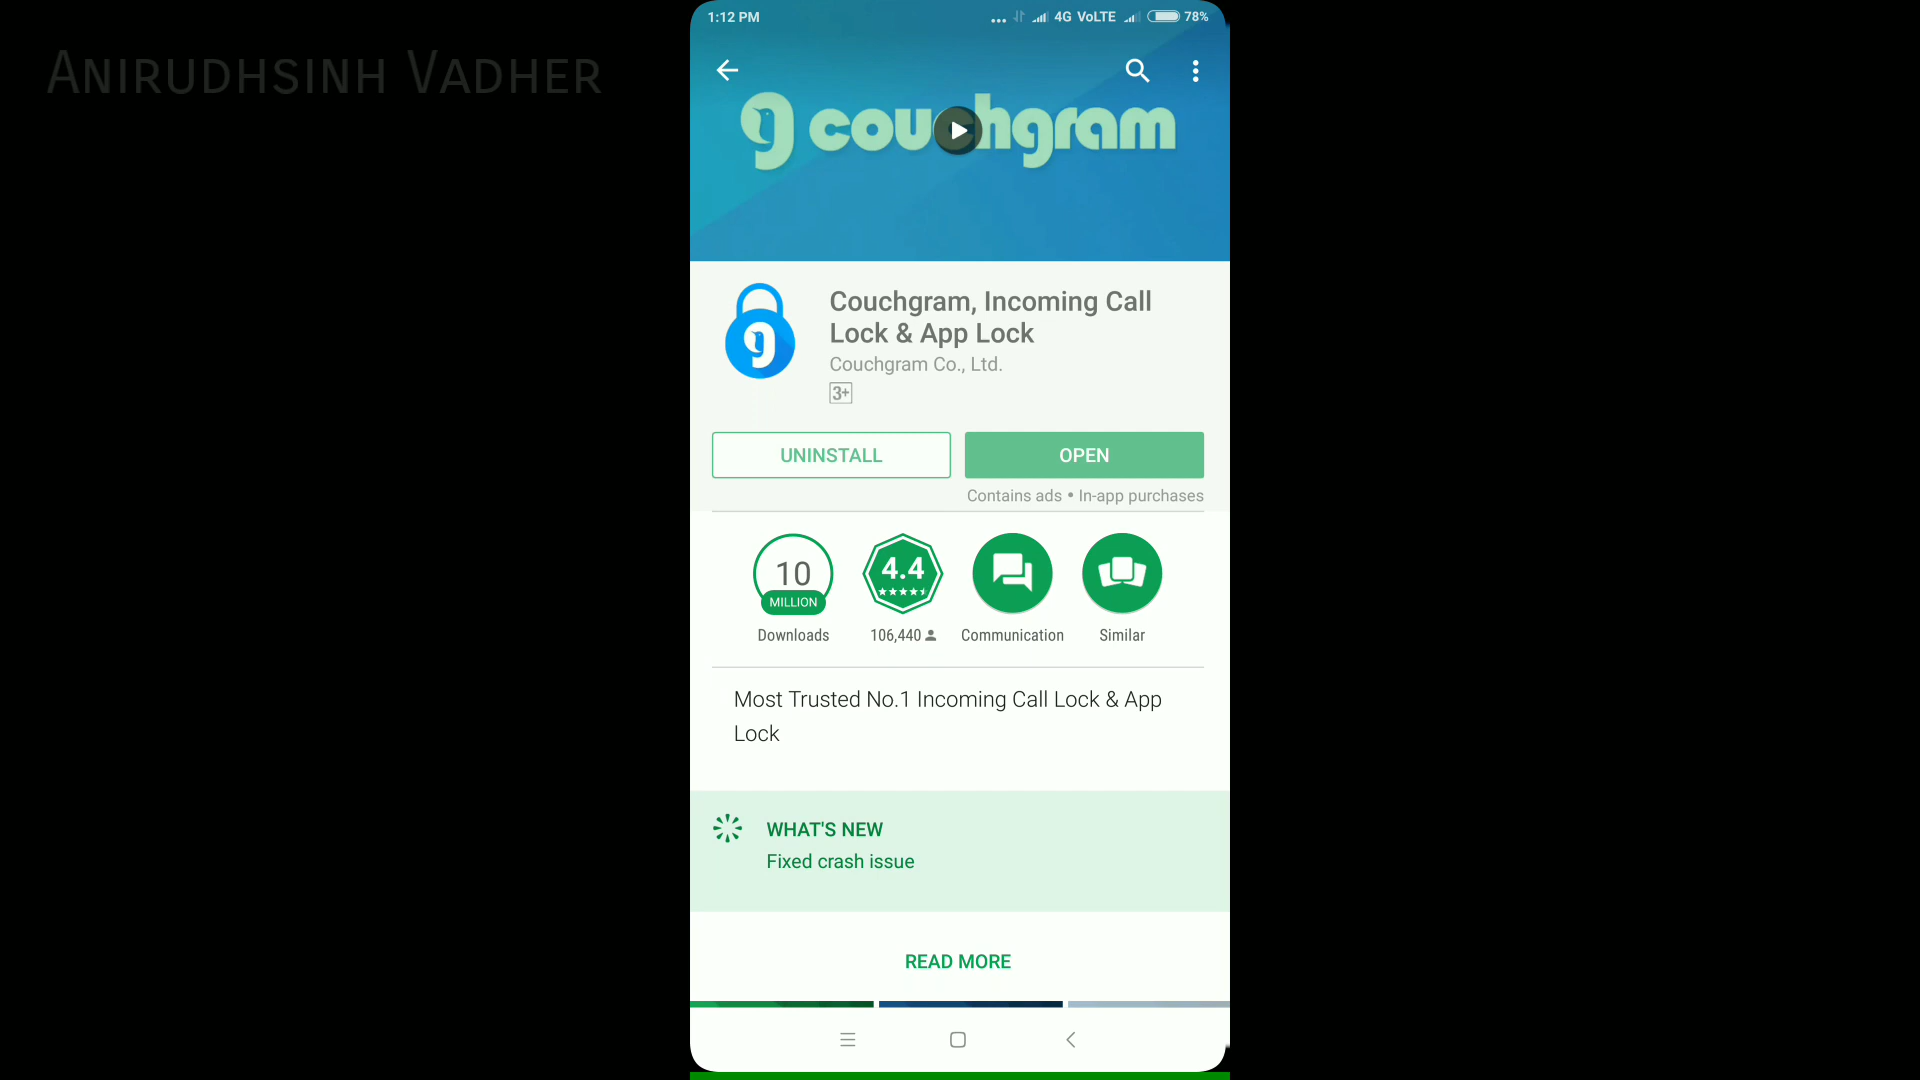 Anirudhsinh Vadher
1:12 PM
4G VoLTE 78%
g couchgram
Couchgram, Incoming Call
Lock & App Lock
Couchgram Co., Ltd.
3+
g
UNINSTALL
OPEN
Contains ads • In-app purchases
10
MILLION
Downloads
4.4
106,440
Communication
Similar
Most Trusted No.1 Incoming Call Lock & App
Lock
WHAT'S NEW
Fixed crash issue
READ MORE